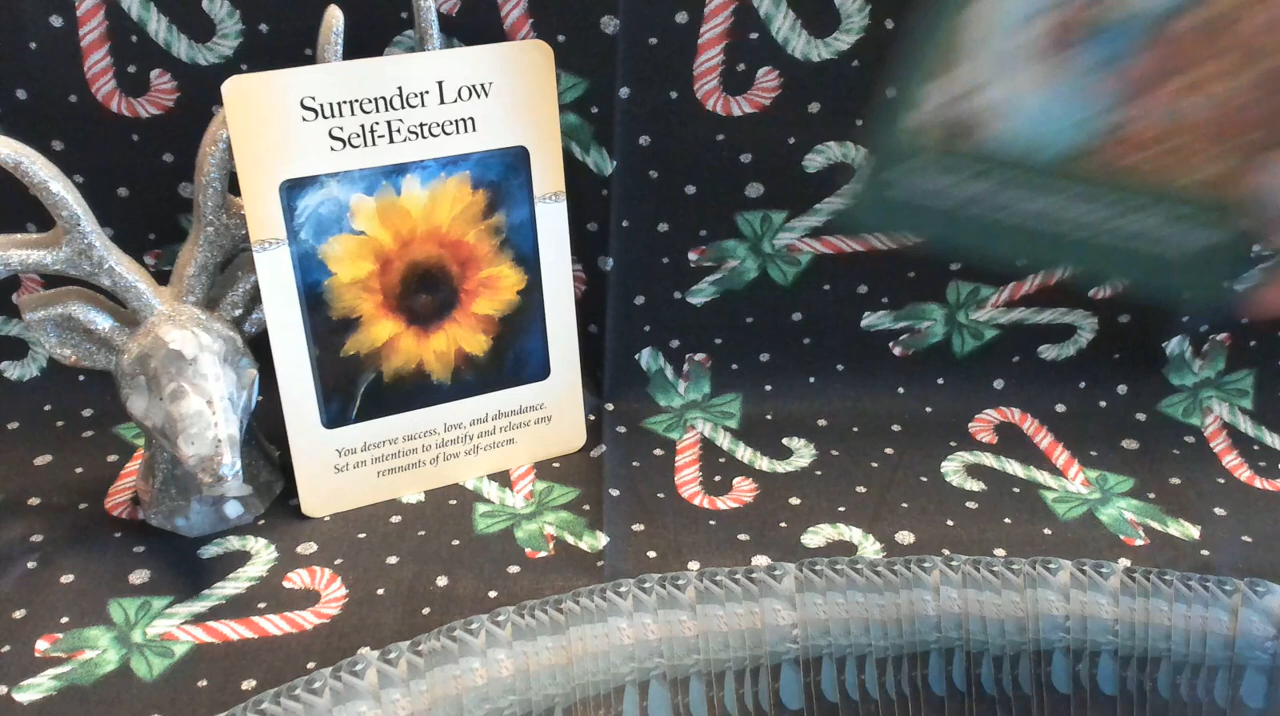 Surrender Low
Self-Esteem
You deserve success, love, and abundance.
Set an intention to identify and release any
remnants of low self-esteem.